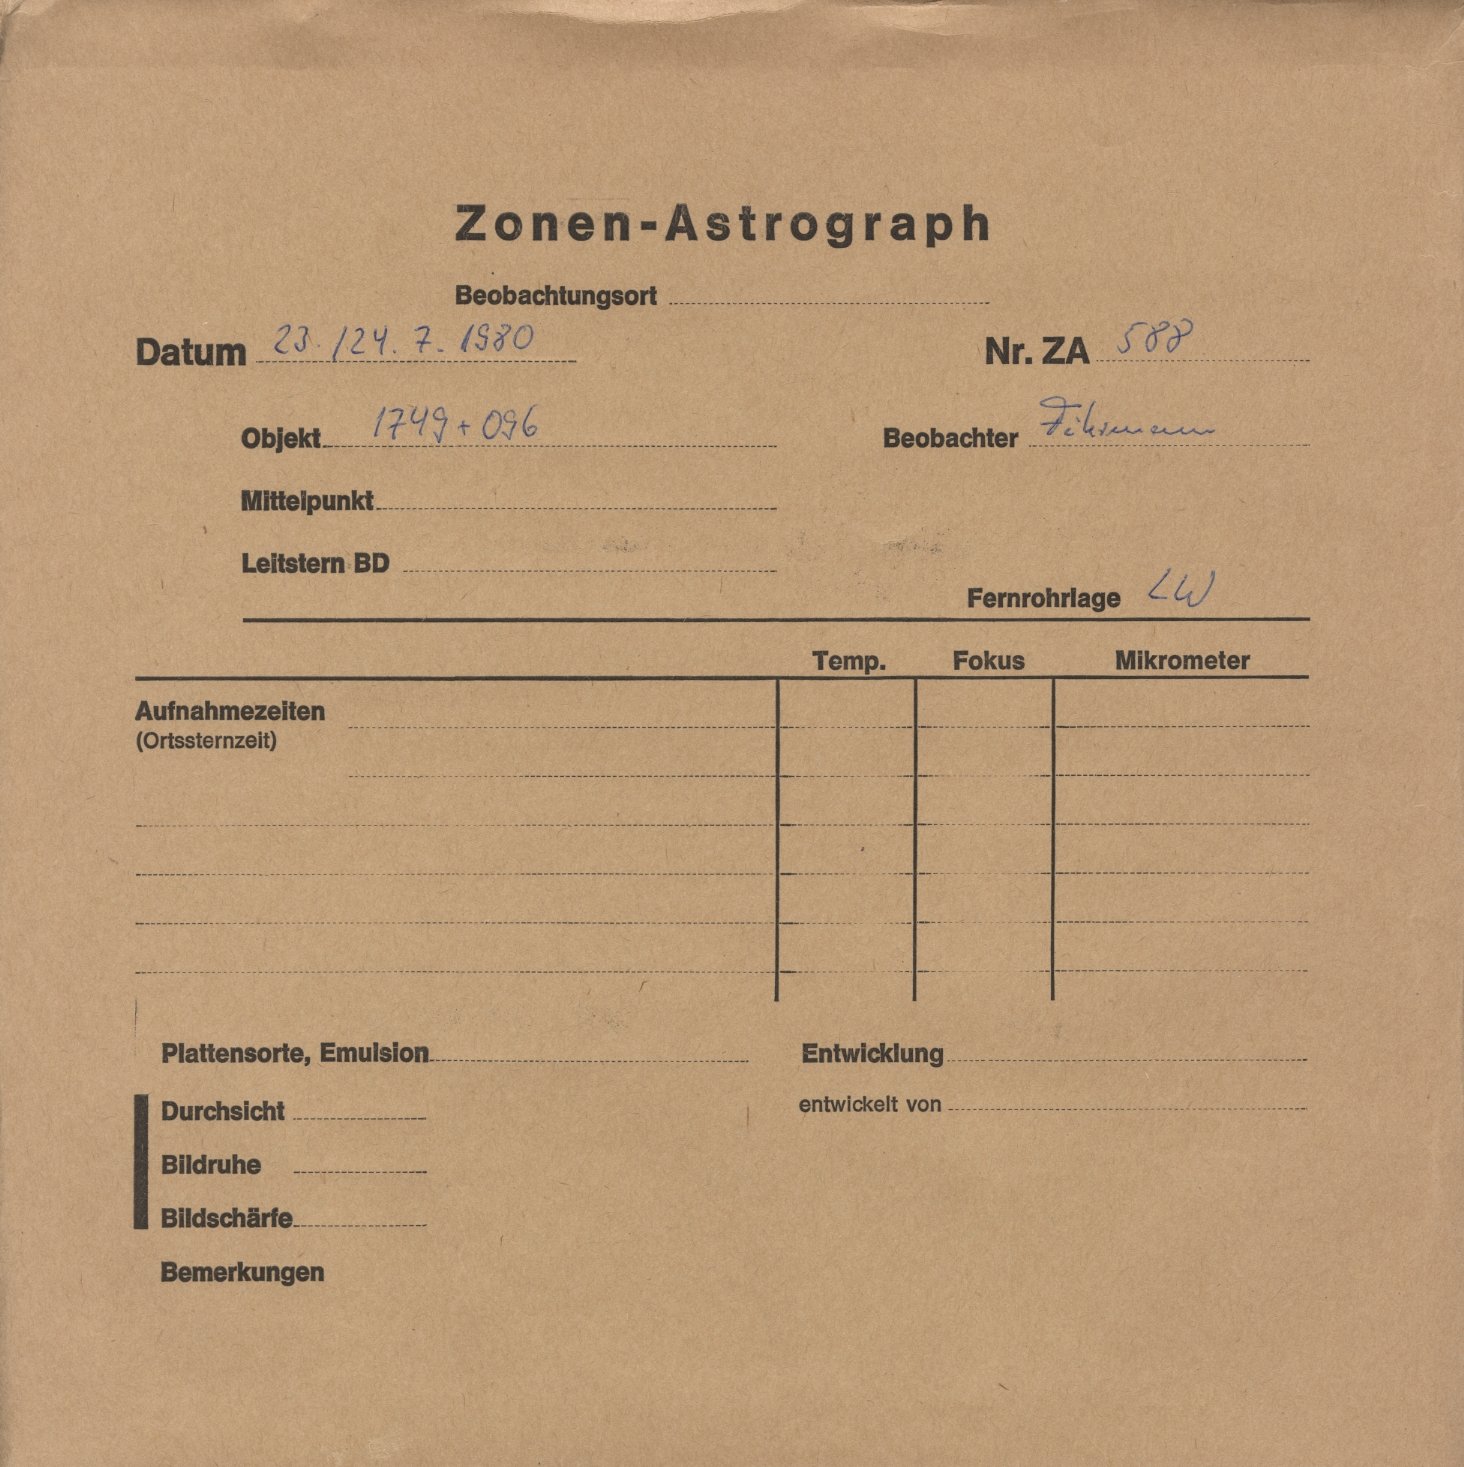 Zonen-Astrograph
Beobachtungsort
Datum 23./24. 7. 1980 Nr. ZA 588
Objekt 1749+096 Beobachter
Mittelpunkt
Leitstern BD
Fernrohrlage LW
Temp. Fokus Mikrometer
Aufnahmezeiten
(Ortssternzeit)
Plattensorte, Emulsion Entwicklung
Durchsicht entwickelt von
Bildruhe
Bildschärfe
Bemerkungen